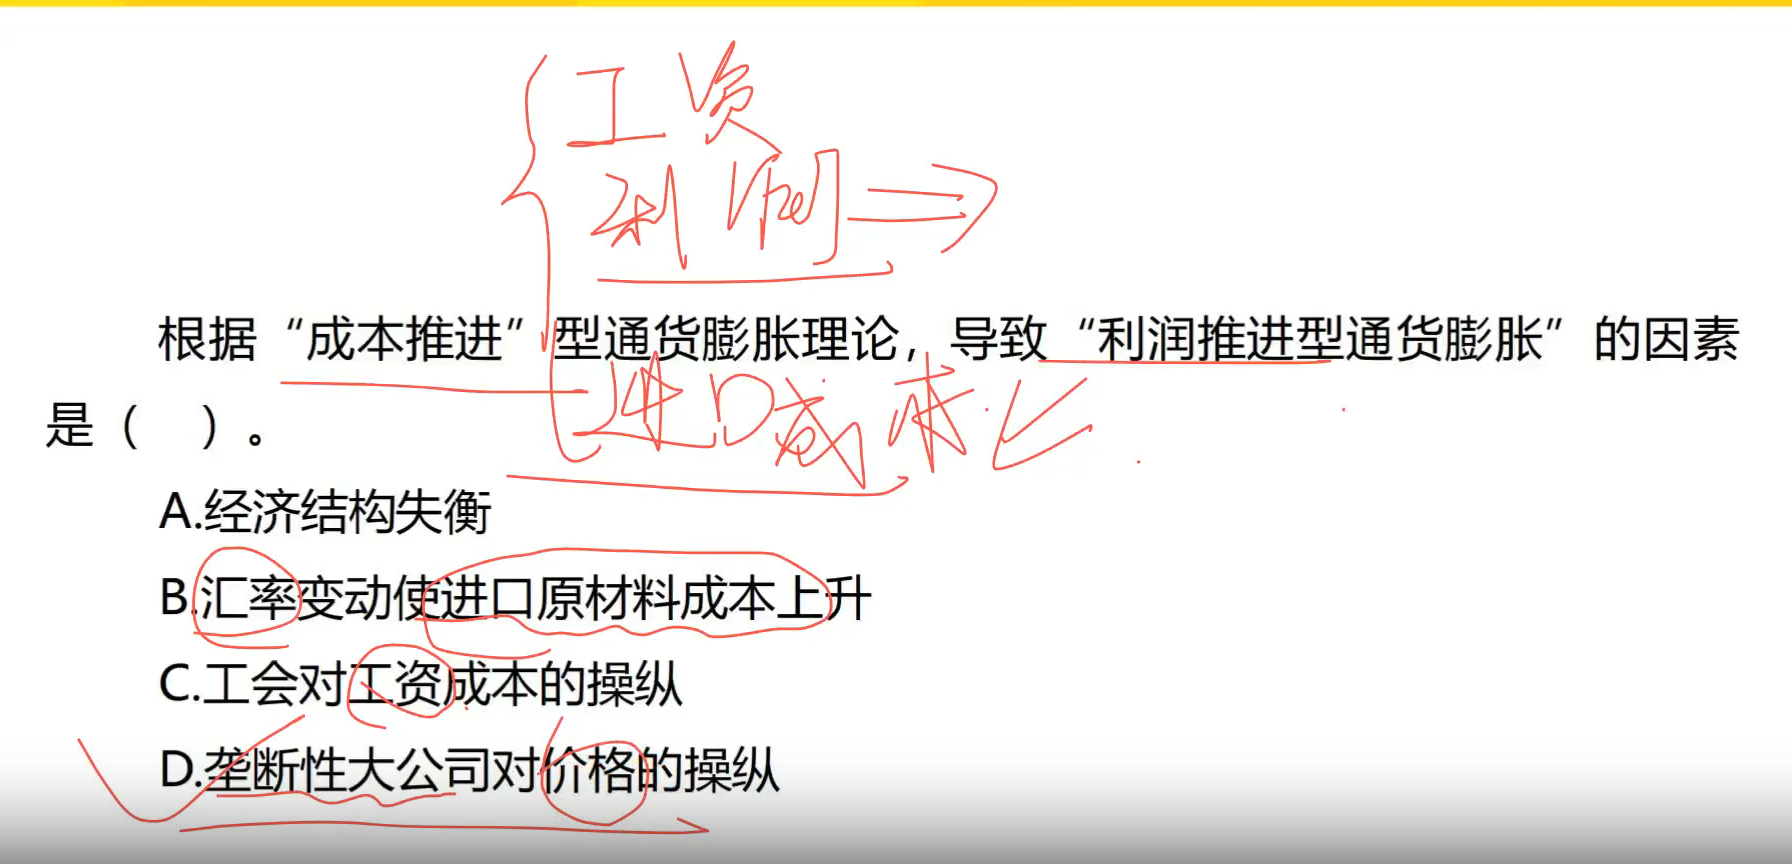 工资
利润
根据“成本推进”型通货膨胀理论，导致“利润推进型通货膨胀”的因素
进口成本
是（　）。
A.经济结构失衡
B.汇率变动使进口原材料成本上升
C.工会对工资成本的操纵
D.垄断性大公司对价格的操纵